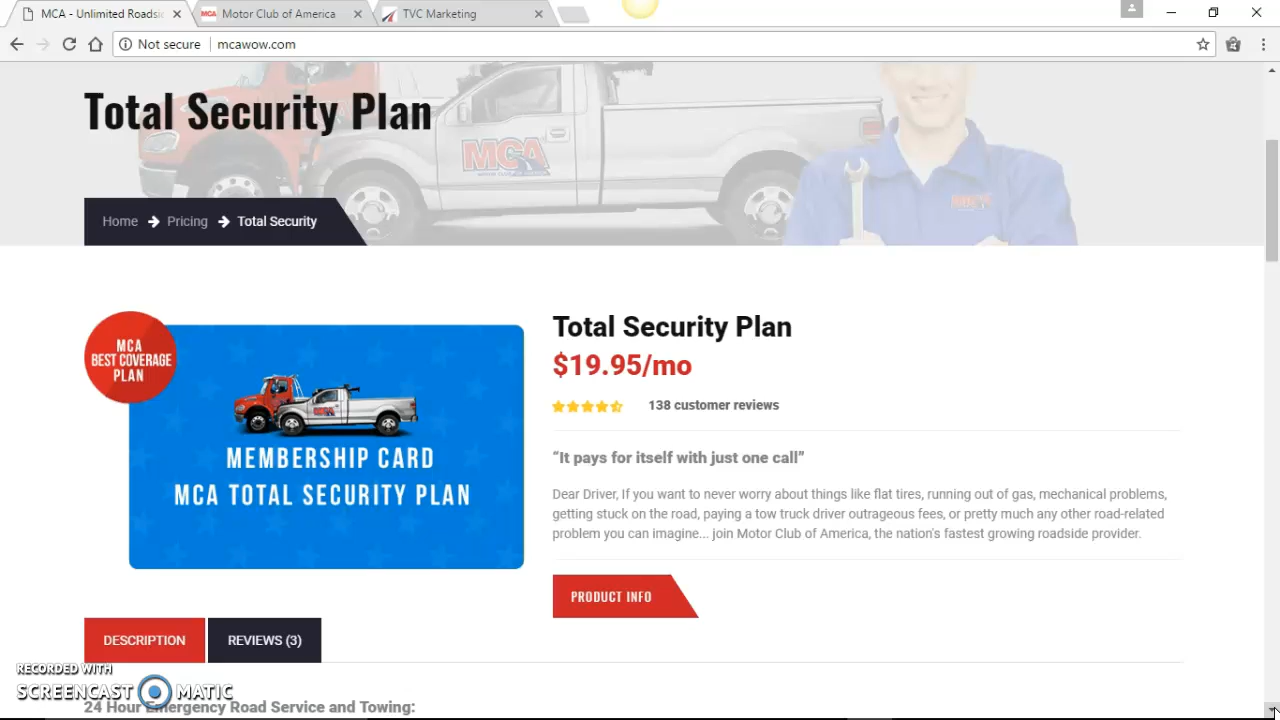 MCA - Unlimited Roadsi
MCA Motor Club of America
TVC Marketing
Not secure
mcawow.com
Total Security Plan
MCA
Home Pricing Total Security
MCA
BEST COVERAGE
PLAN
MEMBERSHIP CARD
MCA TOTAL SECURITY PLAN
Total Security Plan
$19.95/mo
138 customer reviews
“It pays for itself with just one call”
Dear Driver, If you want to never worry about things like flat tires, running out of gas, mechanical problems,
getting stuck on the road, paying a tow truck driver outrageous fees, or pretty much any other road-related
problem you can imagine... join Motor Club of America, the nation's fastest growing roadside provider.
PRODUCT INFO
DESCRIPTION
REVIEWS (3)
RECORDED WITH
SCREENCAST MATIC
24 Hour Emergency Road Service and Towing: